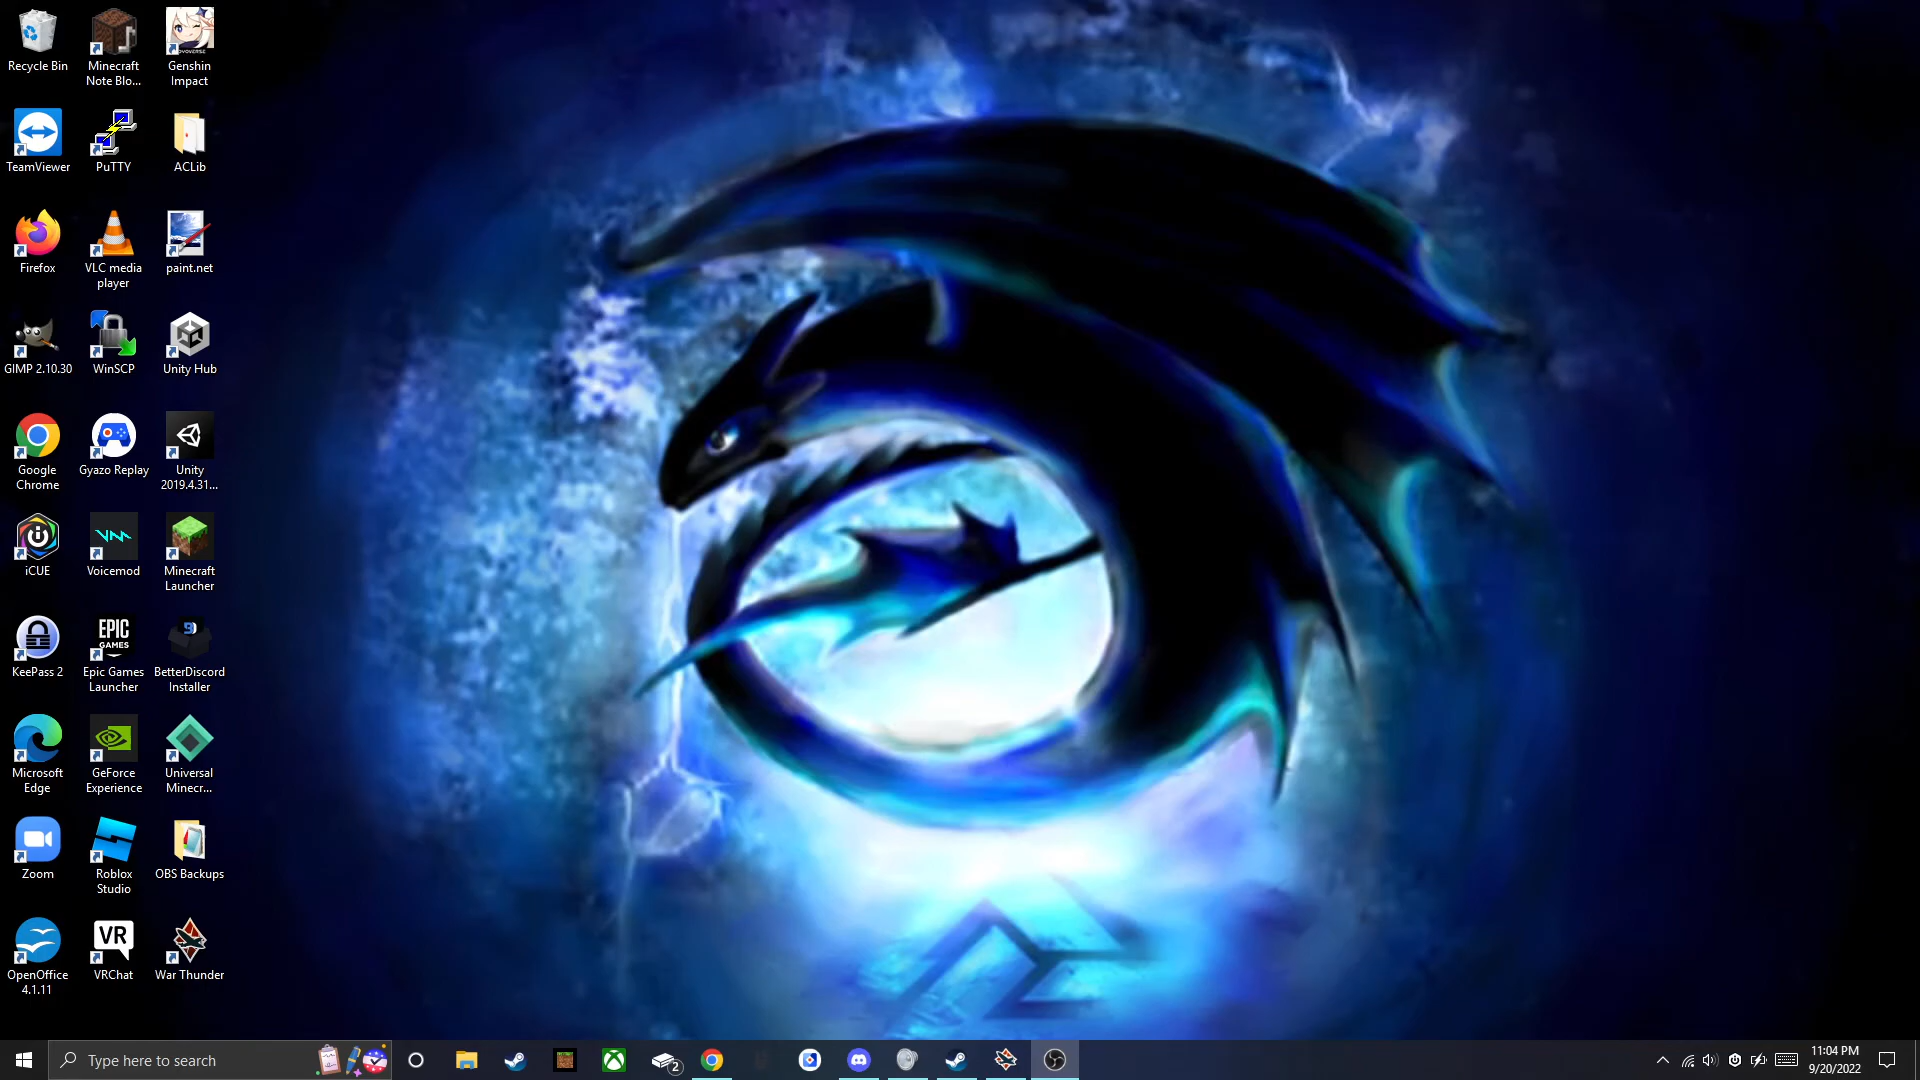 Recycle Bin
Minecraft
Note Blo...
Genshin
Impact
TeamViewer
PuTTY
ACLib
Firefox
VLC media
player
paint.net
GIMP 2.10.30
WinSCP
Unity Hub
Google
Chrome
Gyazo Replay
Unity
2019.4.31...
iCUE
Voicemod
Minecraft
Launcher
KeePass 2
EPIC
GAMES
Epic Games
Launcher
BetterDiscord
Installer
Microsoft
Edge
GeForce
Experience
Universal
Minecr...
Zoom
Roblox
Studio
OBS Backups
OpenOffice
4.1.11
VR
VRChat
War Thunder
Type here to search
2
11:04 PM
9/20/2022